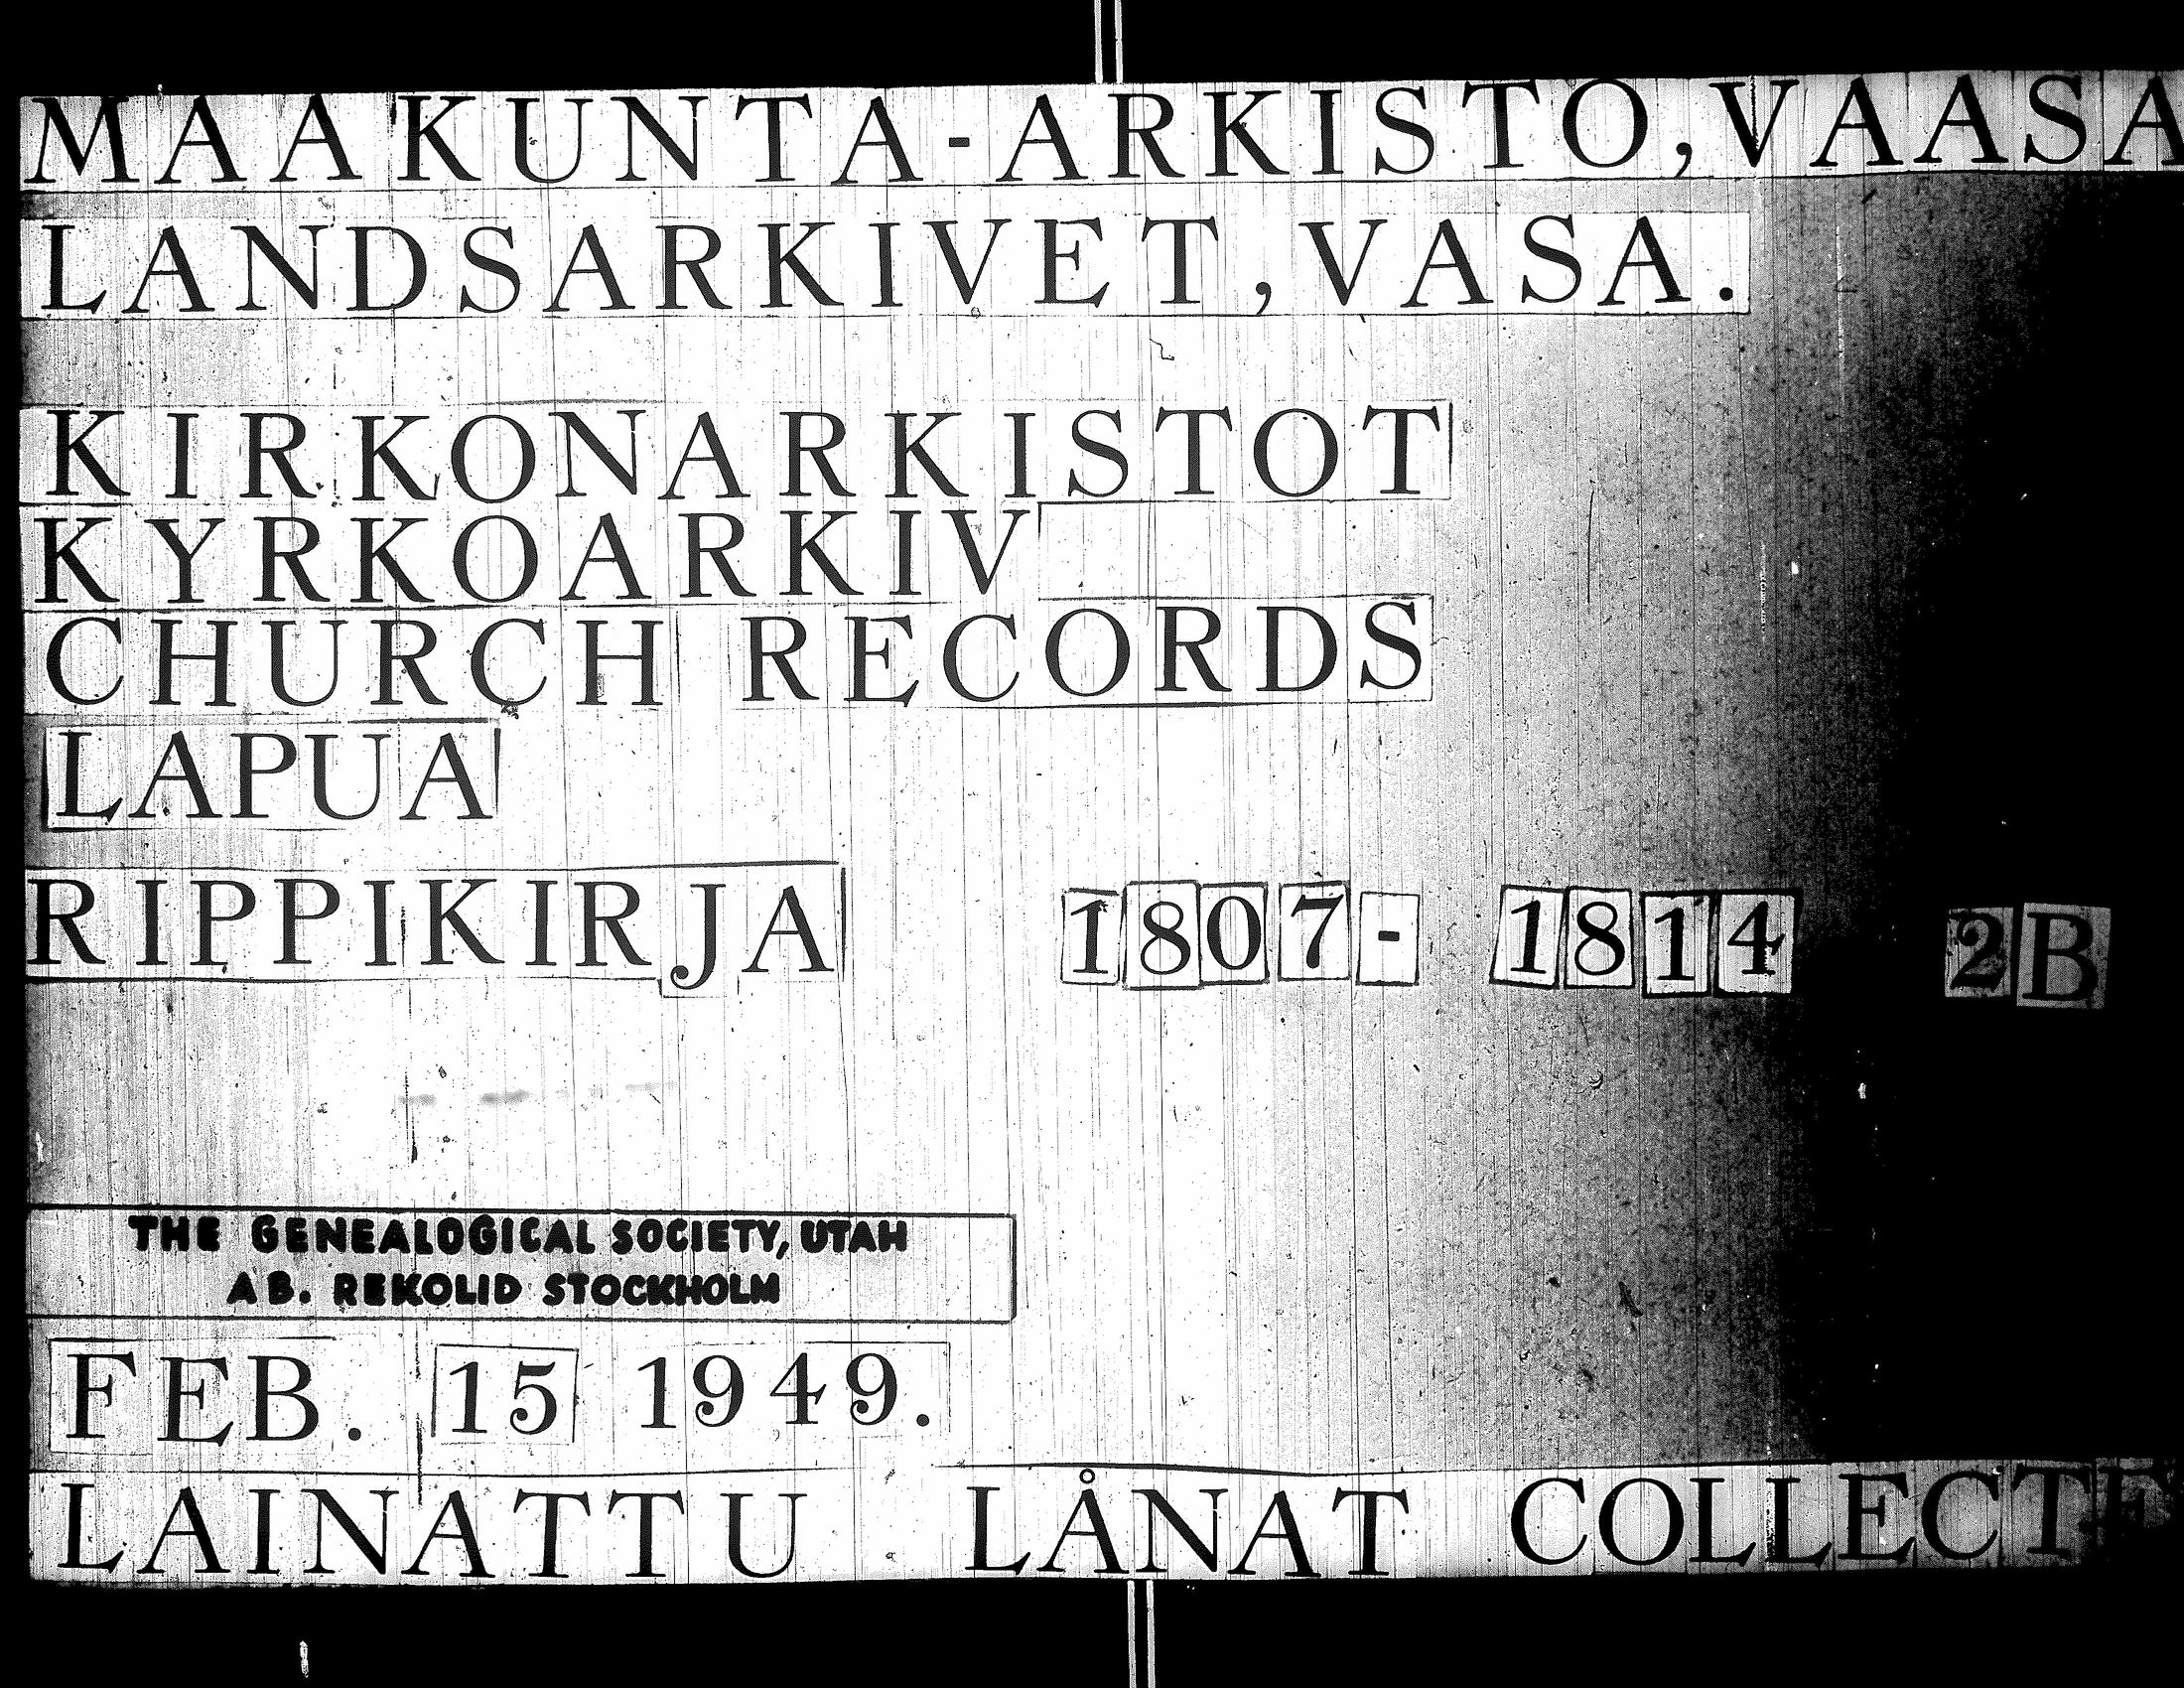 MAAKUNTA-ARKISTO, VAASA
LANDSARKIVET, VASA.
KIRKONARKISTOT
KYRKOARKIV
CHURCH RECORDS
LAPUA
RIPPIKIRJA 1807- 1814 2B
THE GENEALOGICAL SOCIETY, UTAH
AB. REKOLID STOCKHOLM
FEB. 15 1949.
LAINATTU LÅNAT COLLECTE